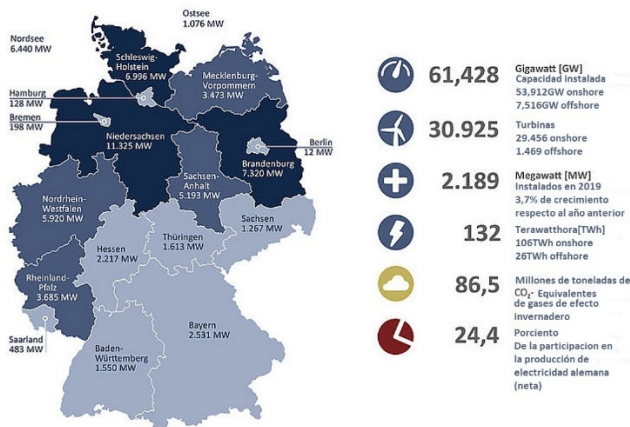 Ostsee
1.076 MW
Nordsee
6.440 MW
Schleswig-
Holstein
6.996 MW
Mecklenburg-
Vorpommern
3.473 MW
Hamburg
128 MW
Bremen
198 MW
Niedersachsen
11.325 MW
Berlin
12 MW
Brandenburg
7.320 MW
Sachsen-
Anhalt
5.193 MW
Nordrhein-
Westfalen
5.920 MW
Sachsen
1.267 MW
Thüringen
1.613 MW
Hessen
2.217 MW
Rheinland-
Pfalz
3.685 MW
Saarland
483 MW
Bayern
2.531 MW
Baden-
Württemberg
1.550 MW
61,428
Gigawatt [GW]
Capacidad instalada
53,912GW onshore
7,516GW offshore
30.925
Turbinas
29.456 onshore
1.469 offshore
2.189
Megawatt [MW]
Instalados en 2019
3,7% de crecimiento
respecto al año anterior
132
Terawatthora[TWh]
106TWh onshore
26TWh offshore
86,5
Millones de toneladas de
CO₂- Equivalentes
de gases de efecto
invernadero
24,4
Porciento
De la participacion en
la producción de
electricidad alemana
(neta)